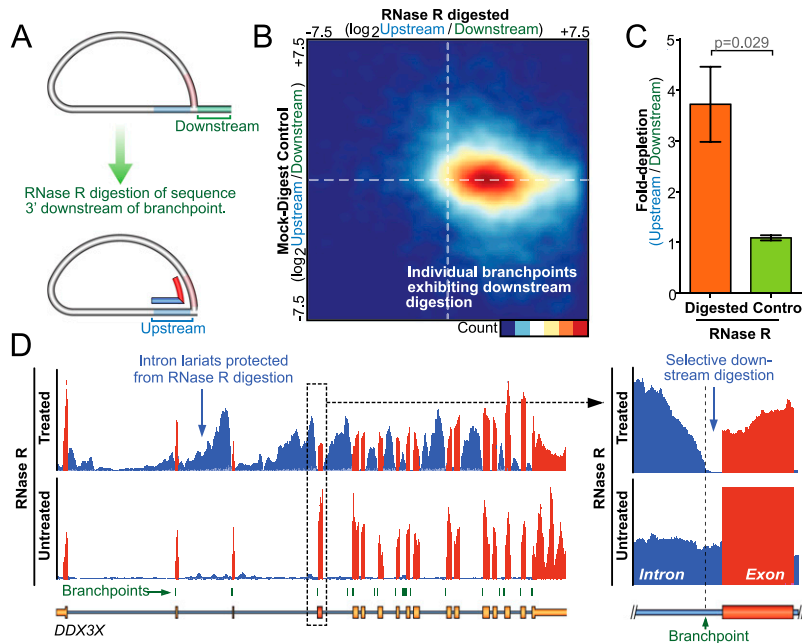 A
Downstream
RNase R digestion of sequence
3' downstream of branchpoint.
Upstream
B
RNase R digested
-7.5 (log2Upstream/Downstream) +7.5
Mock-Digest Control
-7.5 (log2Upstream/Downstream) +7.5
Individual branchpoints
exhibiting downstream
digestion
Count
C
p=0.029
Fold-depletion
(Upstream/Downstream)
5
4
3
2
1
0
Digested Control
RNase R
D
Intron lariats protected
from RNase R digestion
Selective down-
stream digestion
RNase R
Treated
Untreated
RNase R
Treated
Untreated
Intron Exon
Branchpoints
DDX3X
Branchpoint